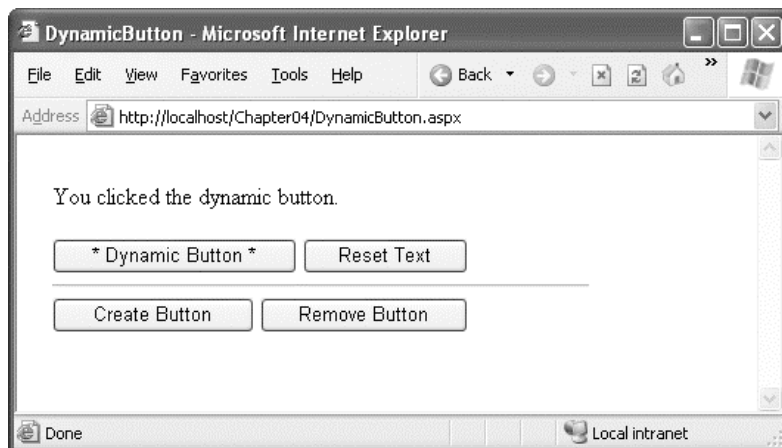 DynamicButton - Microsoft Internet Explorer
File Edit View Favorites Tools Help Back »
Address http://localhost/Chapter04/DynamicButton.aspx
You clicked the dynamic button.
* Dynamic Button * Reset Text
Create Button Remove Button
Done Local intranet